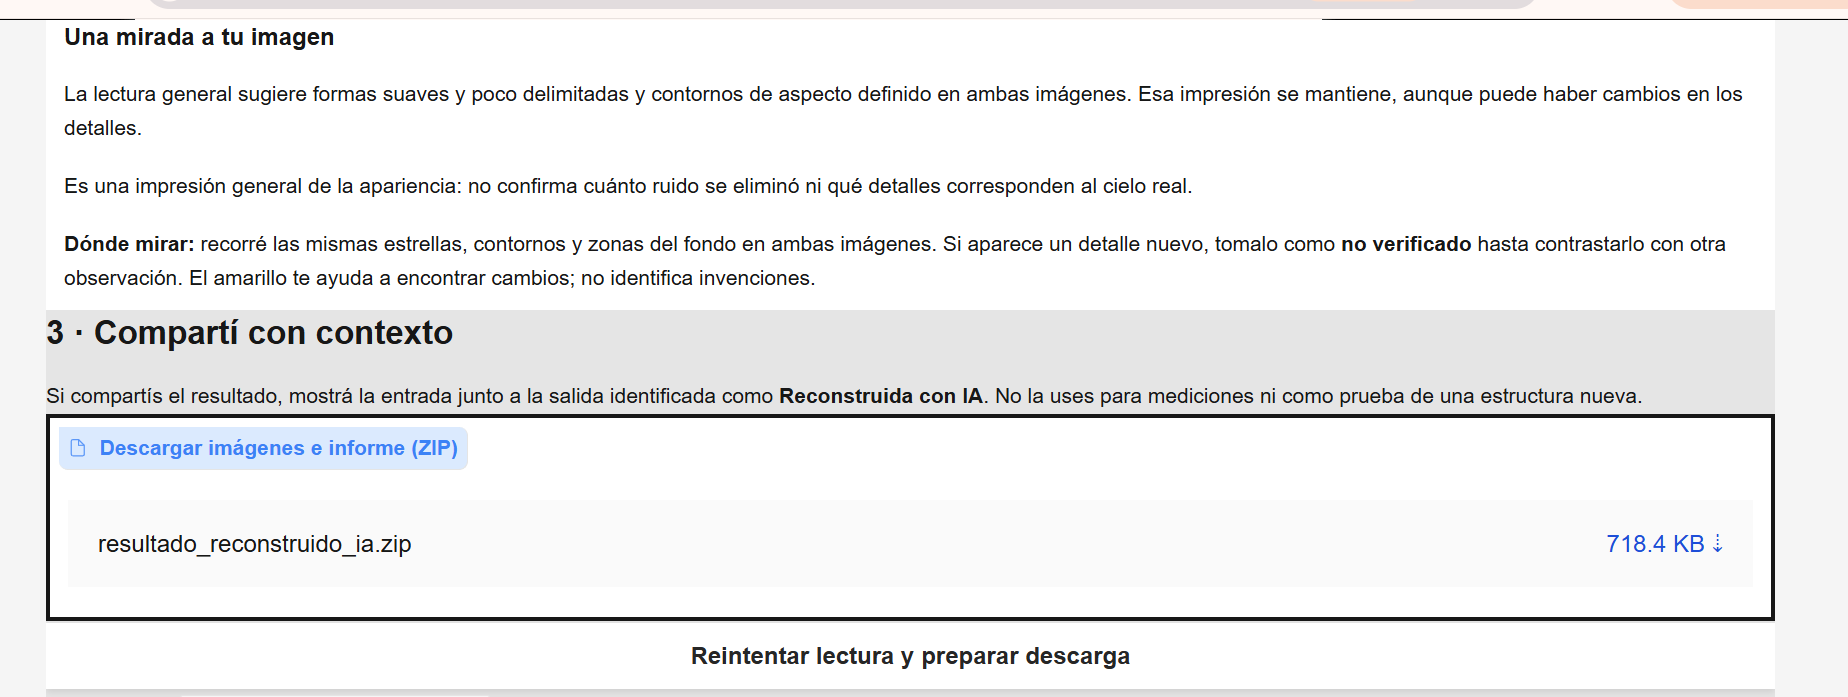 Una mirada a tu imagen
La lectura general sugiere formas suaves y poco delimitadas y contornos de aspecto definido en ambas imágenes. Esa impresión se mantiene, aunque puede haber cambios en los
detalles.
Es una impresión general de la apariencia: no confirma cuánto ruido se eliminó ni qué detalles corresponden al cielo real.
Dónde mirar: recorré las mismas estrellas, contornos y zonas del fondo en ambas imágenes. Si aparece un detalle nuevo, tomalo como no verificado hasta contrastarlo con otra
observación. El amarillo te ayuda a encontrar cambios; no identifica invenciones.
3 · Compartí con contexto
Si compartís el resultado, mostrá la entrada junto a la salida identificada como Reconstruida con IA. No la uses para mediciones ni como prueba de una estructura nueva.
Descargar imágenes e informe (ZIP)
resultado_reconstruido_ia.zip 718.4 KB ⇣
Reintentar lectura y preparar descarga